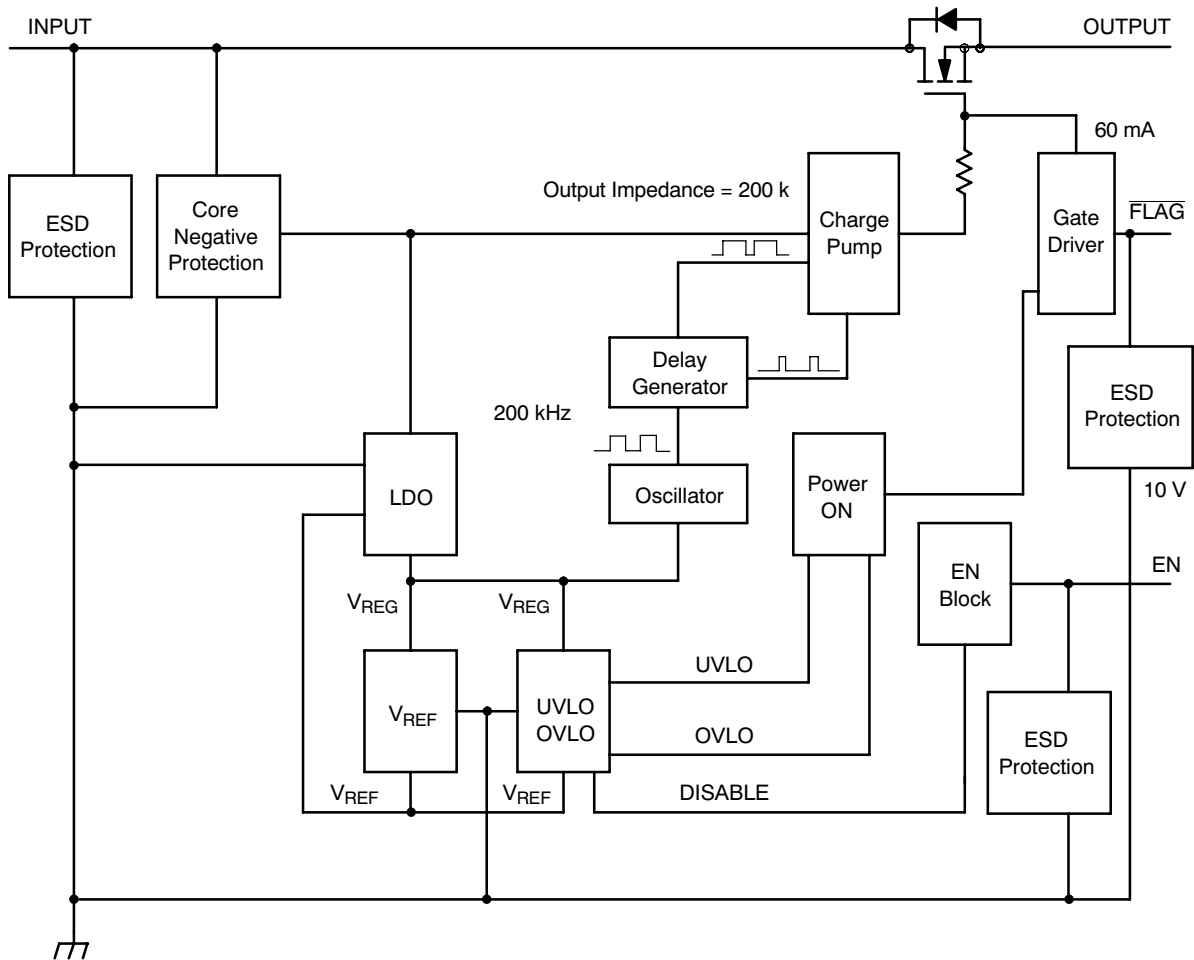 INPUT
OUTPUT
60 mA
ESD
Protection
Core
Negative
Protection
Output Impedance = 200 k
Charge
Pump
Gate
Driver
FLAG
Delay
Generator
ESD
Protection
200 kHz
LDO
Oscillator
Power
ON
10 V
EN
Block
EN
VREG
VREG
UVLO
VREF
UVLO
OVLO
OVLO
ESD
Protection
VREF
VREF
DISABLE